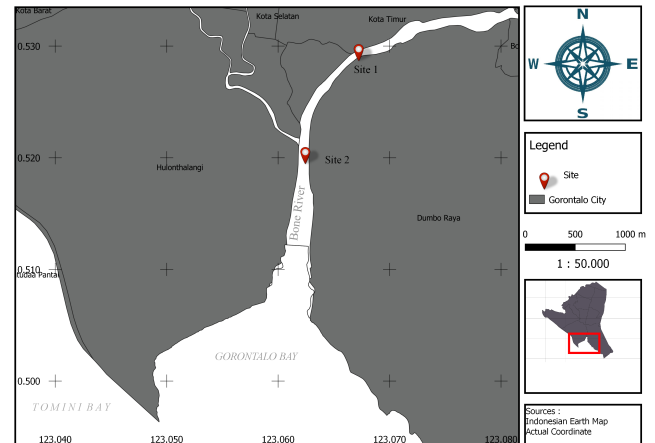 Kota Barat
Kota Selatan
Kota Timur
0.530
Site 1
0.520
Site 2
Hulonthalangi
Bone River
Dumbo Raya
0.510
GORONTALO BAY
0.500
TOMINI BAY
123.040
123.050
123.060
123.070
123.080
N
W
E
S
Legend
Site
Gorontalo City
0
500
1000 m
1 : 50.000
Sources :
Indonesian Earth Map
Actual Coordinate